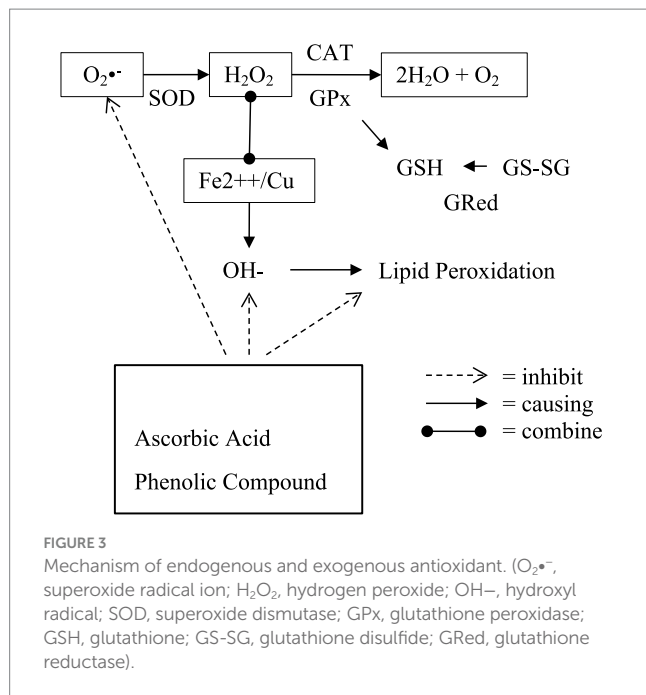 CAT
O₂•- H₂O₂ 2H₂O + O₂
SOD GPx
GSH GS-SG
GRed
Fe2++/Cu
OH- Lipid Peroxidation
= inhibit
= causing
= combine
Ascorbic Acid
Phenolic Compound
FIGURE 3
Mechanism of endogenous and exogenous antioxidant. (O₂•−,
superoxide radical ion; H₂O₂, hydrogen peroxide; OH−, hydroxyl
radical; SOD, superoxide dismutase; GPx, glutathione peroxidase;
GSH, glutathione; GS-SG, glutathione disulfide; GRed, glutathione
reductase).